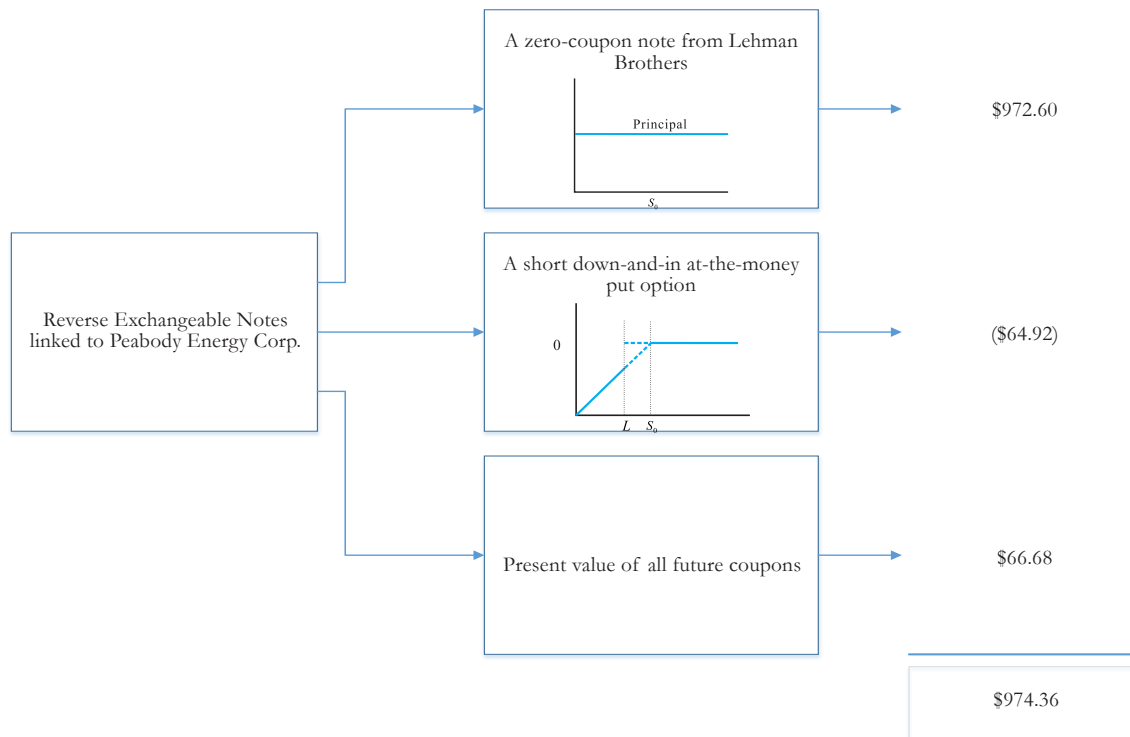 A zero-coupon note from Lehman
Brothers
Principal
S₀
$972.60
Reverse Exchangeable Notes
linked to Peabody Energy Corp.
A short down-and-in at-the-money
put option
0
L S₀
($64.92)
Present value of all future coupons
$66.68
$974.36